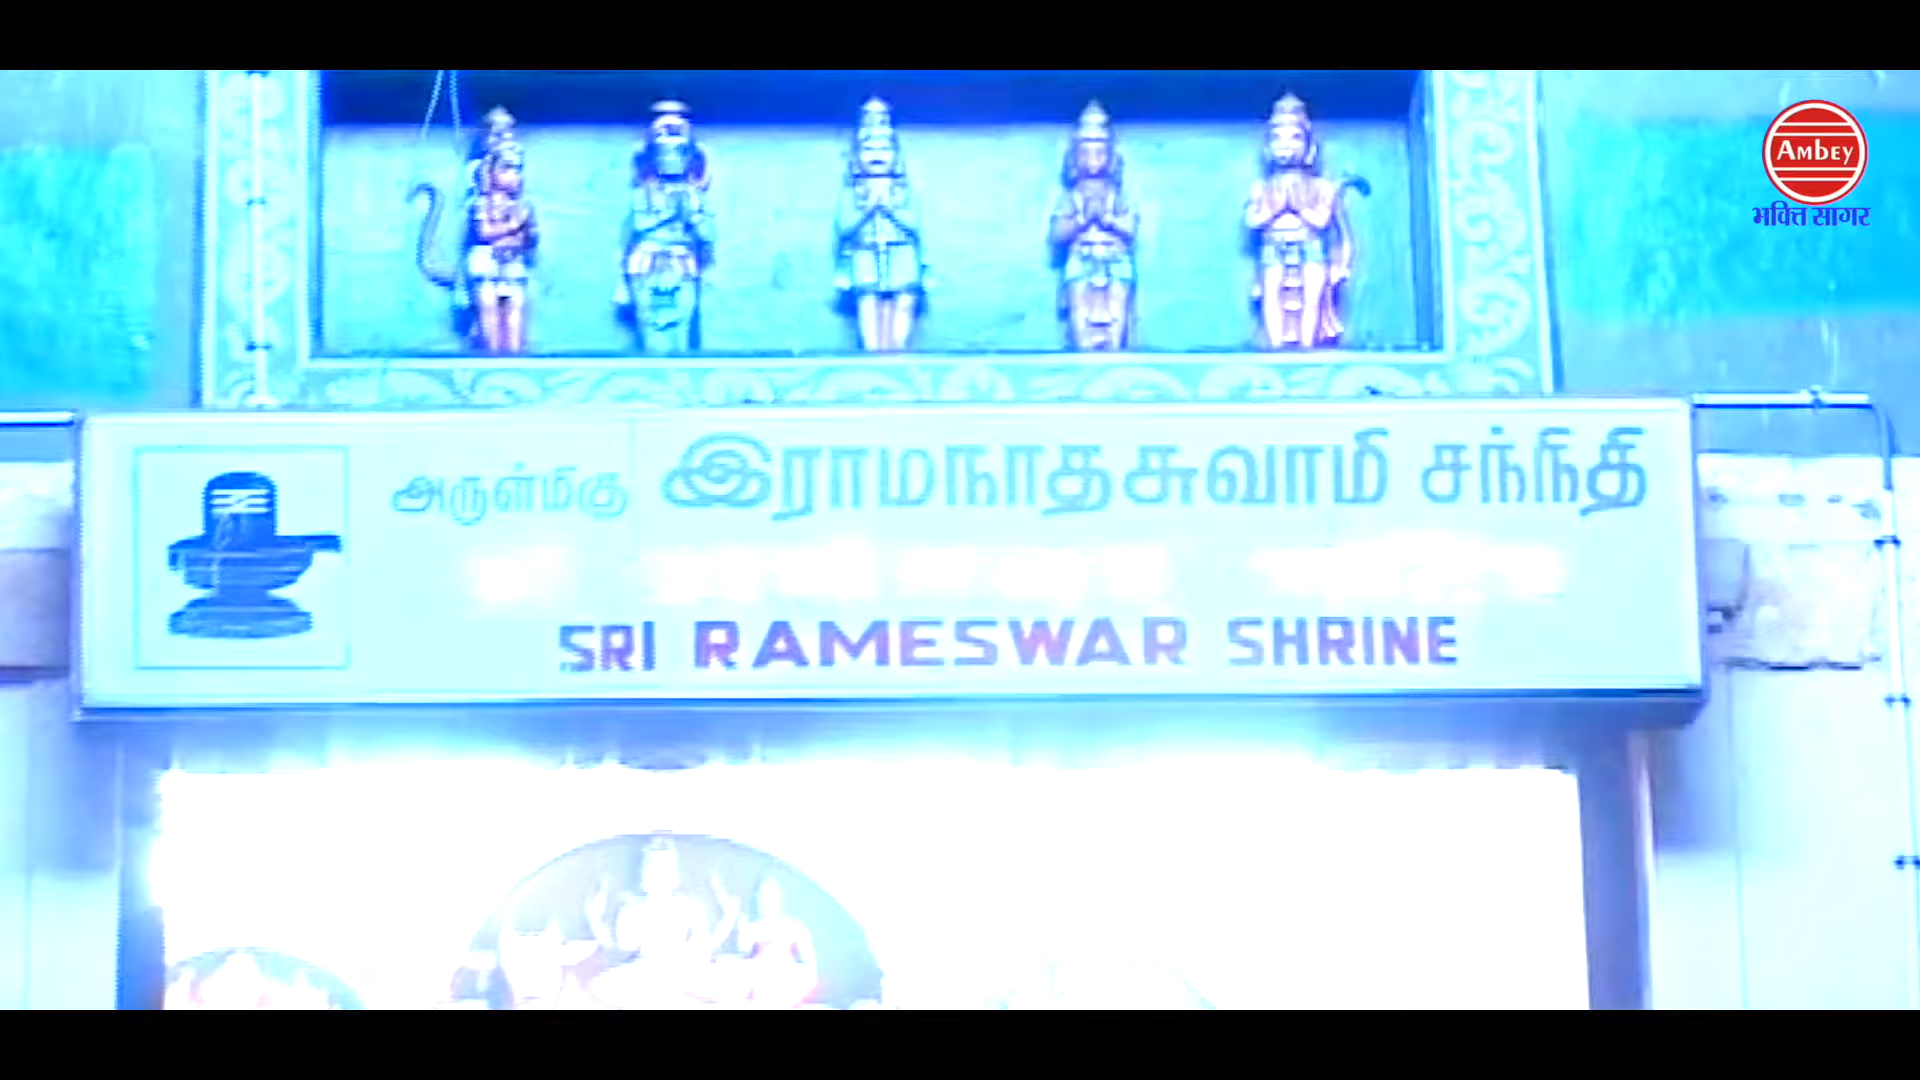 AMBEY
भक्ति सागर
அருள்மிகு இராமநாதசுவாமி சந்நிதி
SRI RAMESWAR SHRINE